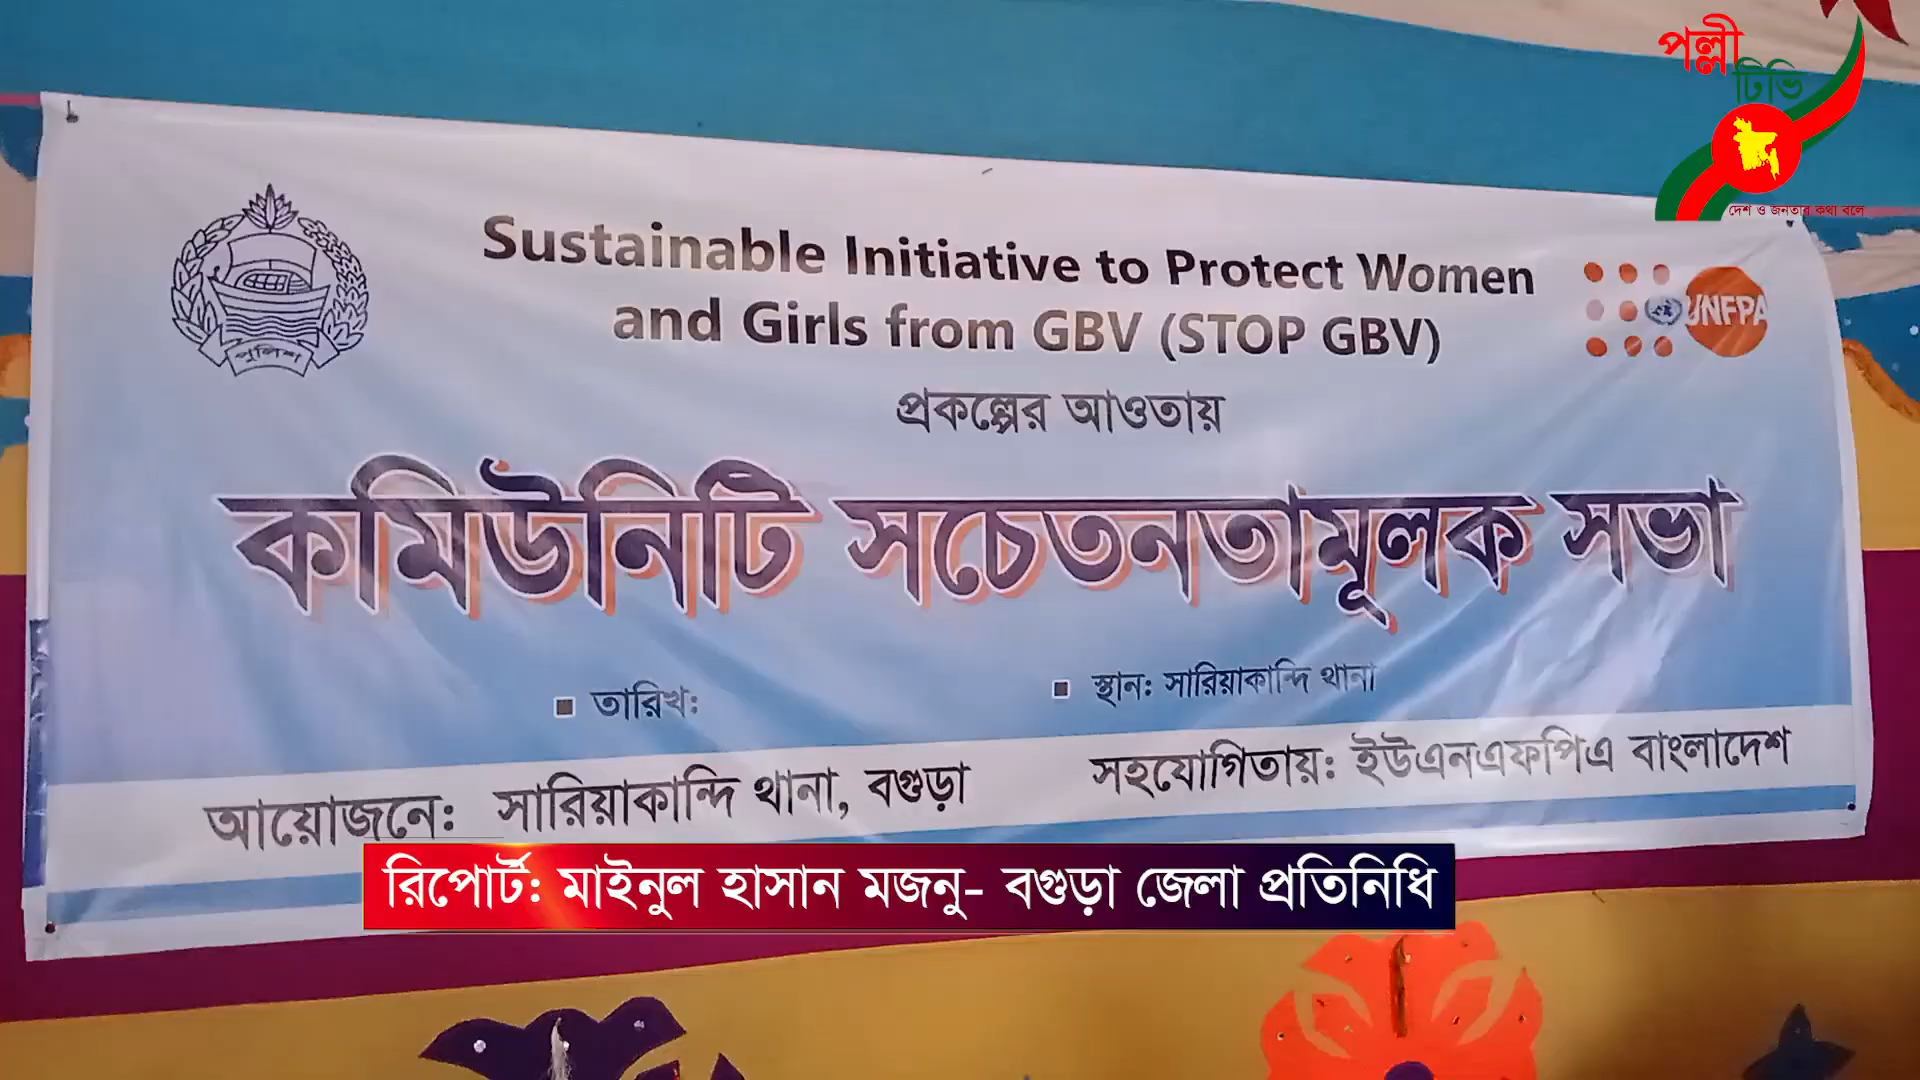 পল্লী
টিভি
দেশ ও জনতার কথা বলে
Sustainable Initiative to Protect Women
and Girls from GBV (STOP GBV)
পুলিশ
UNFPA
প্রকল্পের আওতায়
কমিউনিটি সচেতনতামূলক সভা
▪ তারিখ:
▪ স্থান: সারিয়াকান্দি থানা
আয়োজনে: সারিয়াকান্দি থানা, বগুড়া
সহযোগিতায়: ইউএনএফপিএ বাংলাদেশ
রিপোর্ট: মাইনুল হাসান মজনু- বগুড়া জেলা প্রতিনিধি